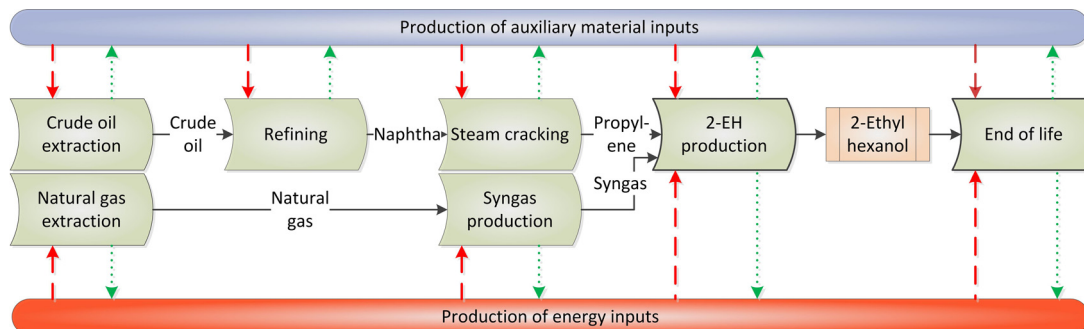 Production of auxiliary material inputs
Crude oil
extraction
Crude
oil
Refining
Naphtha
Steam cracking
Propyl-
ene
2-EH
production
2-Ethyl
hexanol
End of life
Natural gas
extraction
Natural
gas
Syngas
production
Syngas
Production of energy inputs